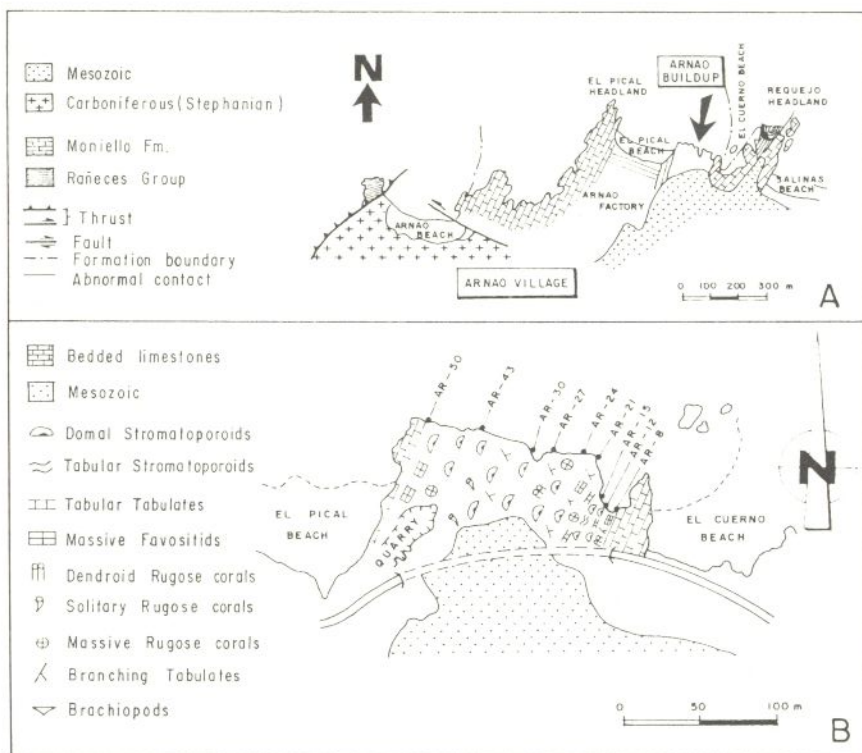 Mesozoic
Carboniferous (Stephanian)
Moniello Fm.
Rañeces Group
Thrust
Fault
Formation boundary
Abnormal contact
N
EL PICAL
HEADLAND
ARNAO
BUILDUP
EL CUERNO BEACH
REQUEJO
HEADLAND
EL PICAL
BEACH
ARNAO
FACTORY
SALINAS
BEACH
ARNAO
BEACH
ARNAO VILLAGE
0 100 200 300 m
A
Bedded limestones
Mesozoic
Domal Stromatoporoids
Tabular Stromatoporoids
Tabular Tabulates
Massive Favositids
Dendroid Rugose corals
Solitary Rugose corals
Massive Rugose corals
Branching Tabulates
Brachiopods
AR-50
AR-43
AR-30
AR-27
AR-24
AR-21
AR-15
AR-12
AR-8
EL PICAL
BEACH
QUARRY
EL CUERNO
BEACH
N
0 50 100 m
B